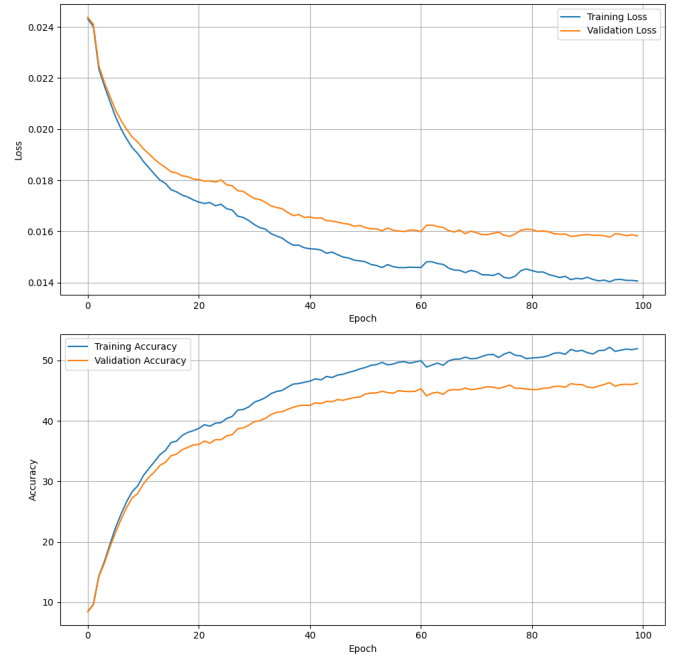 0.024
0.022
0.020
0.018
0.016
0.014
Loss
Training Loss
Validation Loss
0 20 40 60 80 100
Epoch
50
40
30
20
10
Accuracy
Training Accuracy
Validation Accuracy
0 20 40 60 80 100
Epoch